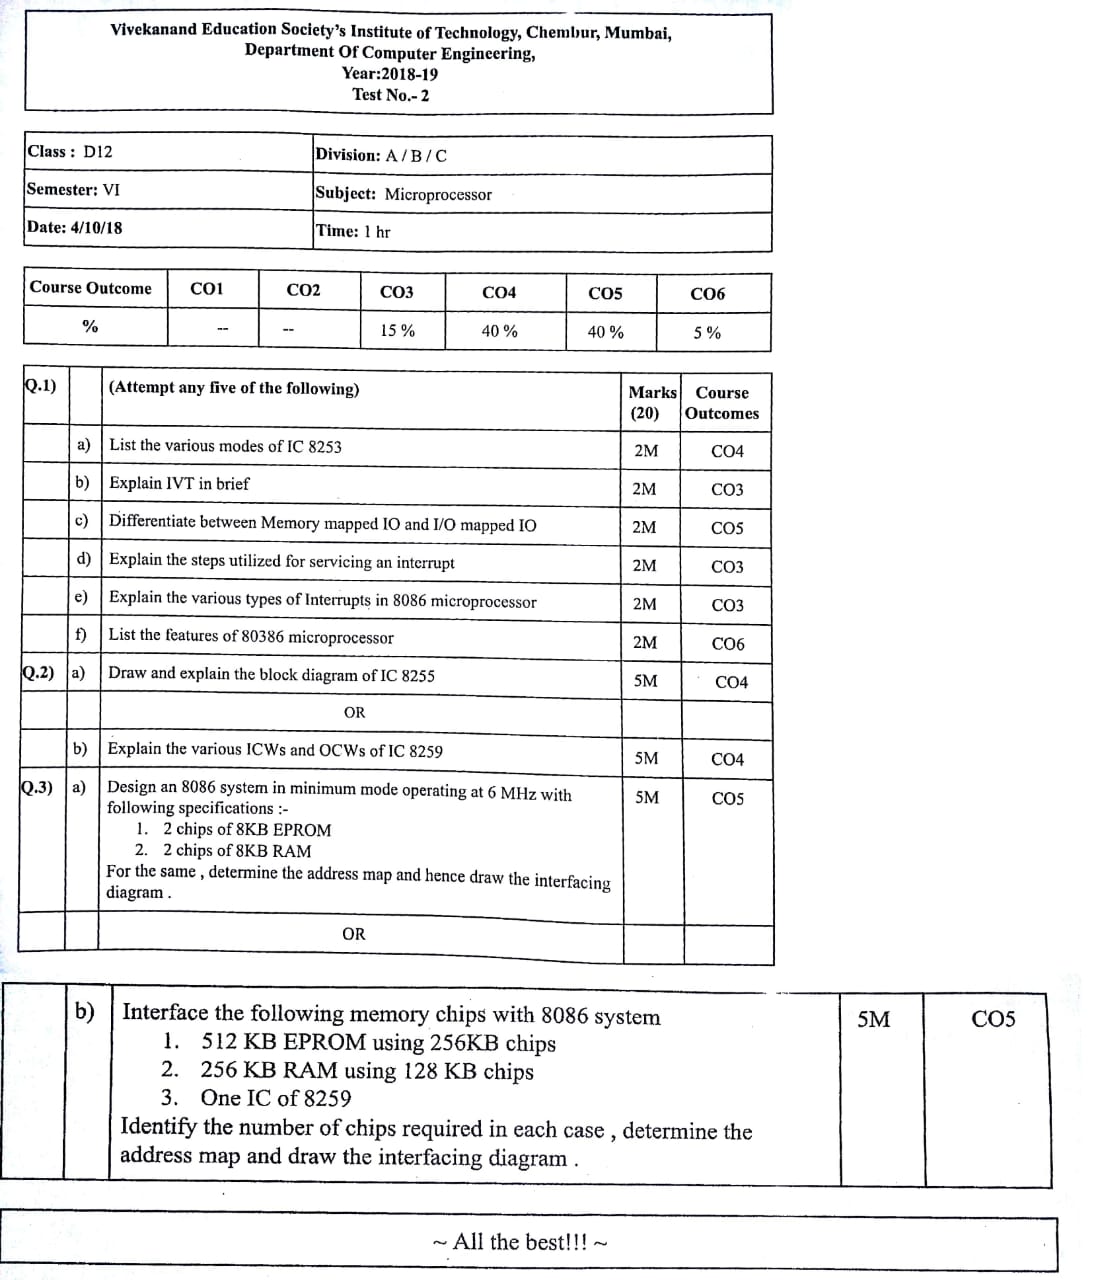 Vivekanand Education Society's Institute of Technology, Chembur, Mumbai,
Department Of Computer Engineering,
Year:2018-19
Test No.- 2
Class : D12 Division: A / B / C
Semester: VI Subject: Microprocessor
Date: 4/10/18 Time: 1 hr
Course Outcome CO1 CO2 CO3 CO4 CO5 CO6
% -- -- 15 % 40 % 40 % 5 %
Q.1) (Attempt any five of the following) Marks Course
(20) Outcomes
a) List the various modes of IC 8253 2M CO4
b) Explain IVT in brief 2M CO3
c) Differentiate between Memory mapped IO and I/O mapped IO 2M CO5
d) Explain the steps utilized for servicing an interrupt 2M CO3
e) Explain the various types of Interrupts in 8086 microprocessor 2M CO3
f) List the features of 80386 microprocessor 2M CO6
Q.2) a) Draw and explain the block diagram of IC 8255 5M CO4
OR
b) Explain the various ICWs and OCWs of IC 8259 5M CO4
Q.3) a) Design an 8086 system in minimum mode operating at 6 MHz with 5M CO5
following specifications :-
1. 2 chips of 8KB EPROM
2. 2 chips of 8KB RAM
For the same , determine the address map and hence draw the interfacing
diagram .
OR
b) Interface the following memory chips with 8086 system 5M CO5
1. 512 KB EPROM using 256KB chips
2. 256 KB RAM using 128 KB chips
3. One IC of 8259
Identify the number of chips required in each case , determine the
address map and draw the interfacing diagram .
~ All the best!!! ~